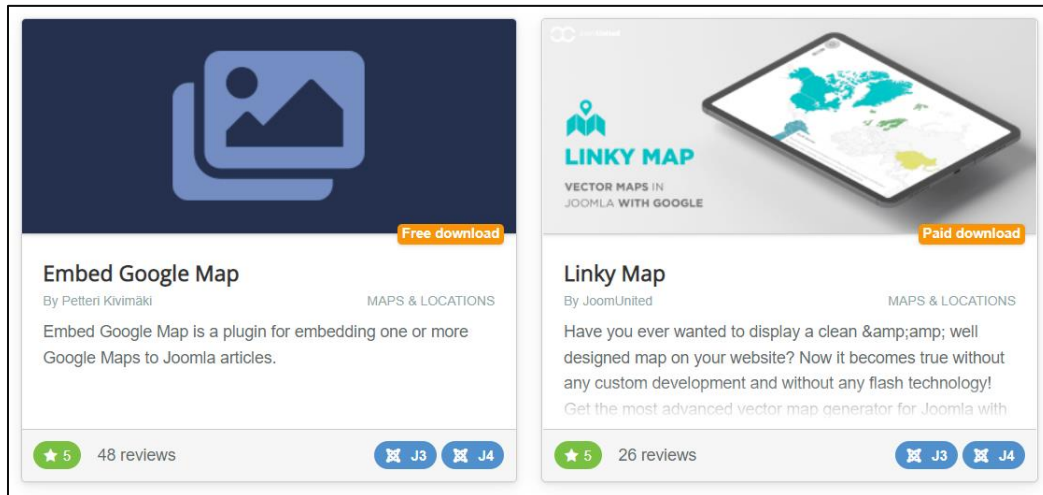 Free download
Embed Google Map
By Petteri Kivimäki MAPS & LOCATIONS
Embed Google Map is a plugin for embedding one or more
Google Maps to Joomla articles.
5 48 reviews J3 J4
LINKY MAP
VECTOR MAPS IN
JOOMLA WITH GOOGLE
Paid download
Linky Map
By JoomUnited MAPS & LOCATIONS
Have you ever wanted to display a clean &amp;amp; well
designed map on your website? Now it becomes true without
any custom development and without any flash technology!
Get the most advanced vector map generator for Joomla with
5 26 reviews J3 J4